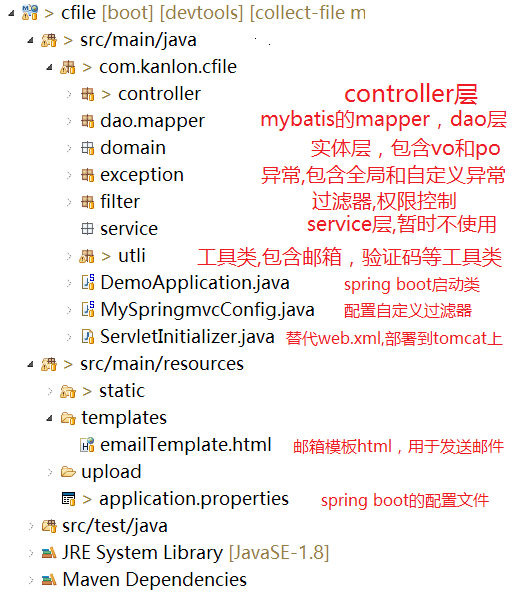 > cfile [boot] [devtools] [collect-file m
> src/main/java
> com.kanlon.cfile
> controller controller层
dao.mapper mybatis的mapper，dao层
domain 实体层，包含vo和po
exception 异常,包含全局和自定义异常
filter 过滤器,权限控制
service service层,暂时不使用
> utli 工具类,包含邮箱，验证码等工具类
DemoApplication.java spring boot启动类
MySpringmvcConfig.java 配置自定义过滤器
ServletInitializer.java 替代web.xml,部署到tomcat上
> src/main/resources
> static
templates
emailTemplate.html 邮箱模板html，用于发送邮件
upload
> application.properties spring boot的配置文件
src/test/java
JRE System Library [JavaSE-1.8]
Maven Dependencies